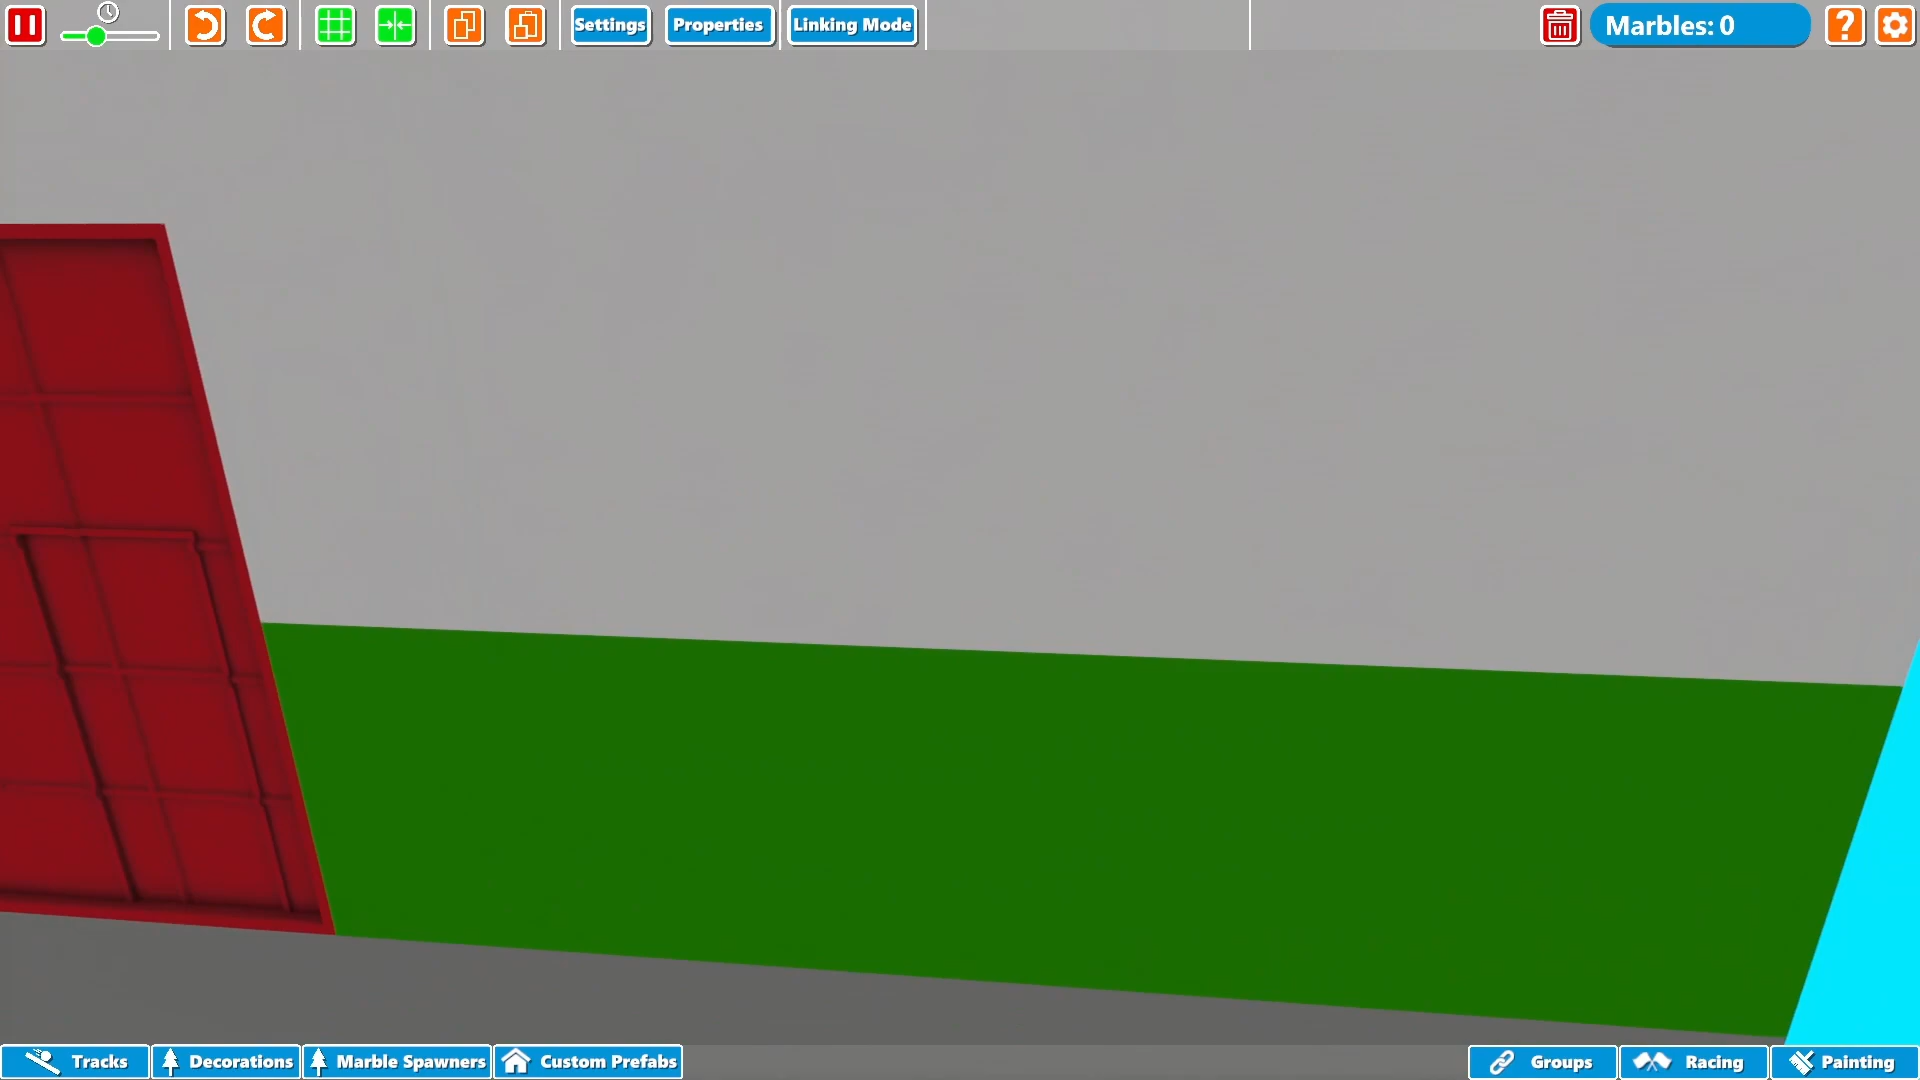 Settings
Properties
Linking Mode
Marbles: 0
?
Tracks
Decorations
Marble Spawners
Custom Prefabs
Groups
Racing
Painting